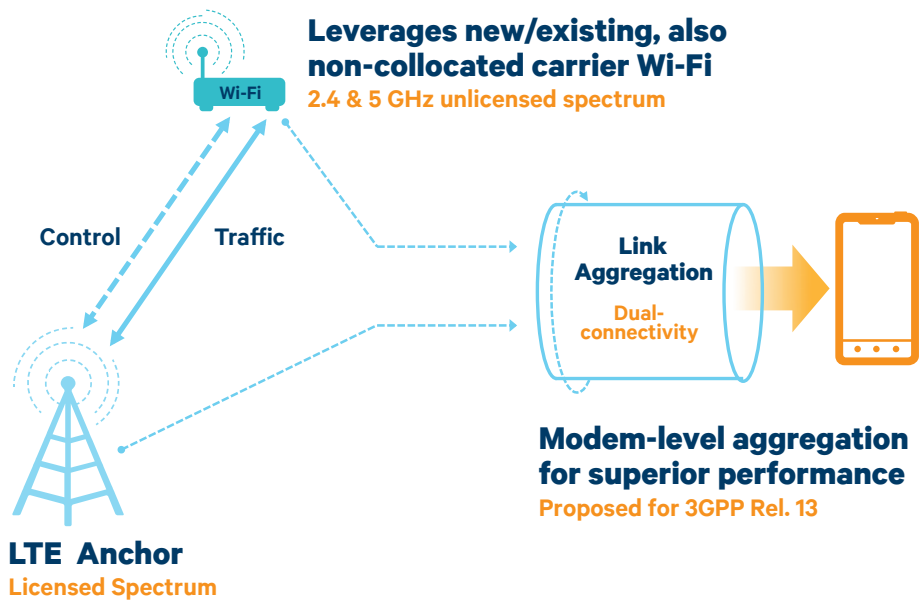 Leverages new/existing, also
non-collocated carrier Wi-Fi
2.4 & 5 GHz unlicensed spectrum
Wi-Fi
Control
Traffic
Link
Aggregation
Dual-
connectivity
Modem-level aggregation
for superior performance
Proposed for 3GPP Rel. 13
LTE Anchor
Licensed Spectrum